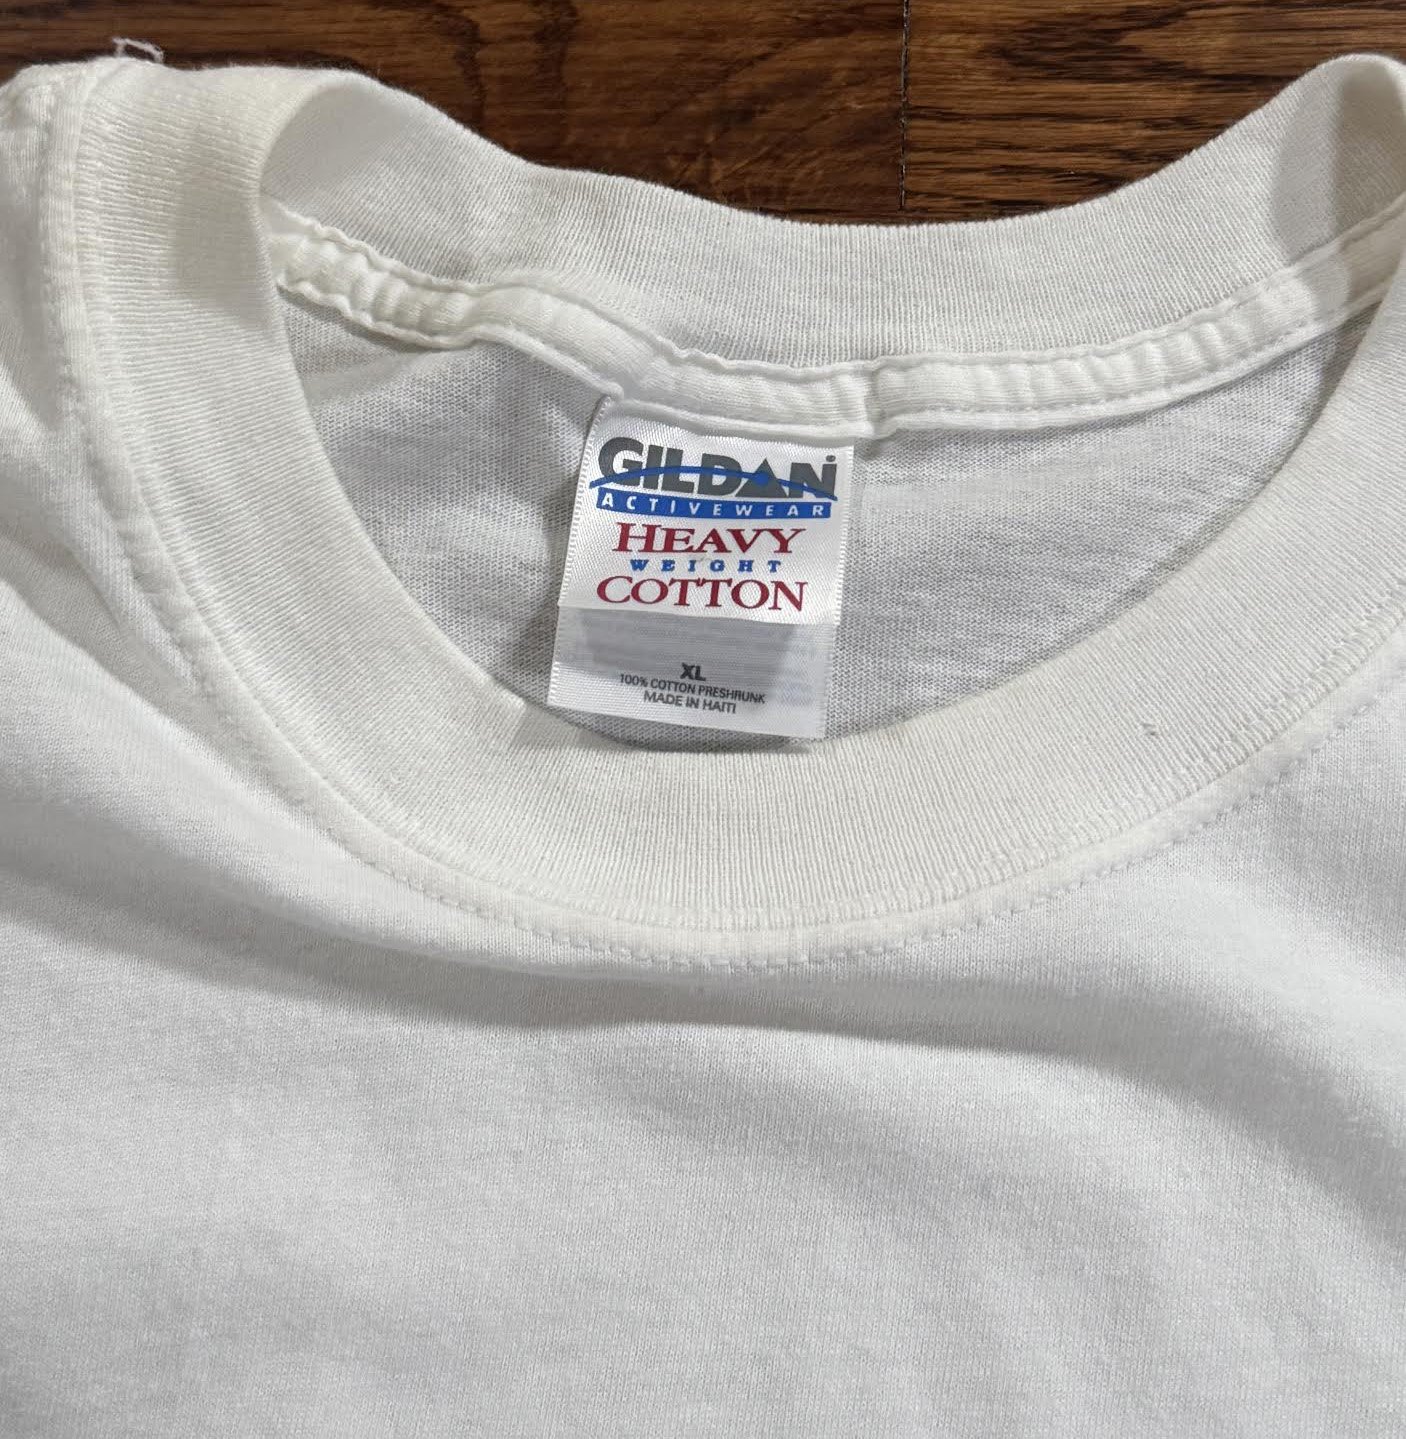 GILDAN®
ACTIVEWEAR
HEAVY
WEIGHT
COTTON
XL
100% COTTON PRESHRUNK
MADE IN HAITI